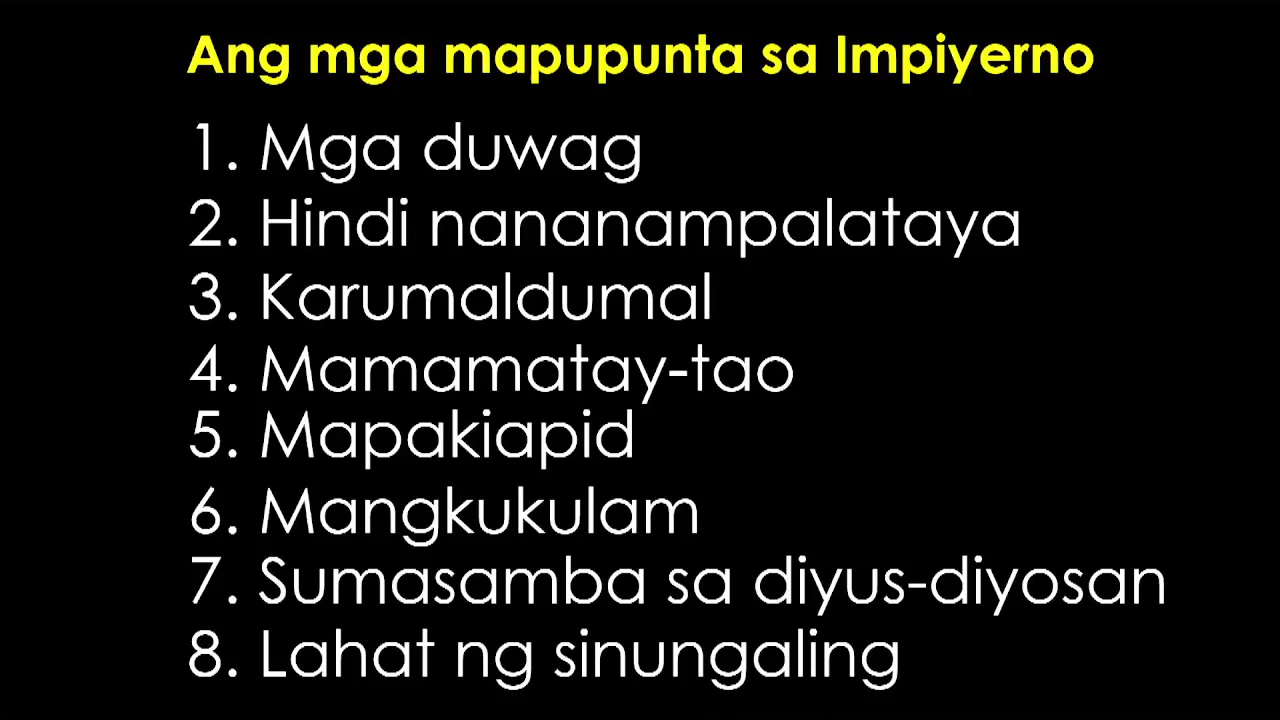 Ang mga mapupunta sa Impiyerno
1. Mga duwag
2. Hindi nananampalataya
3. Karumaldumal
4. Mamamatay-tao
5. Mapakiapid
6. Mangkukulam
7. Sumasamba sa diyus-diyosan
8. Lahat ng sinungaling